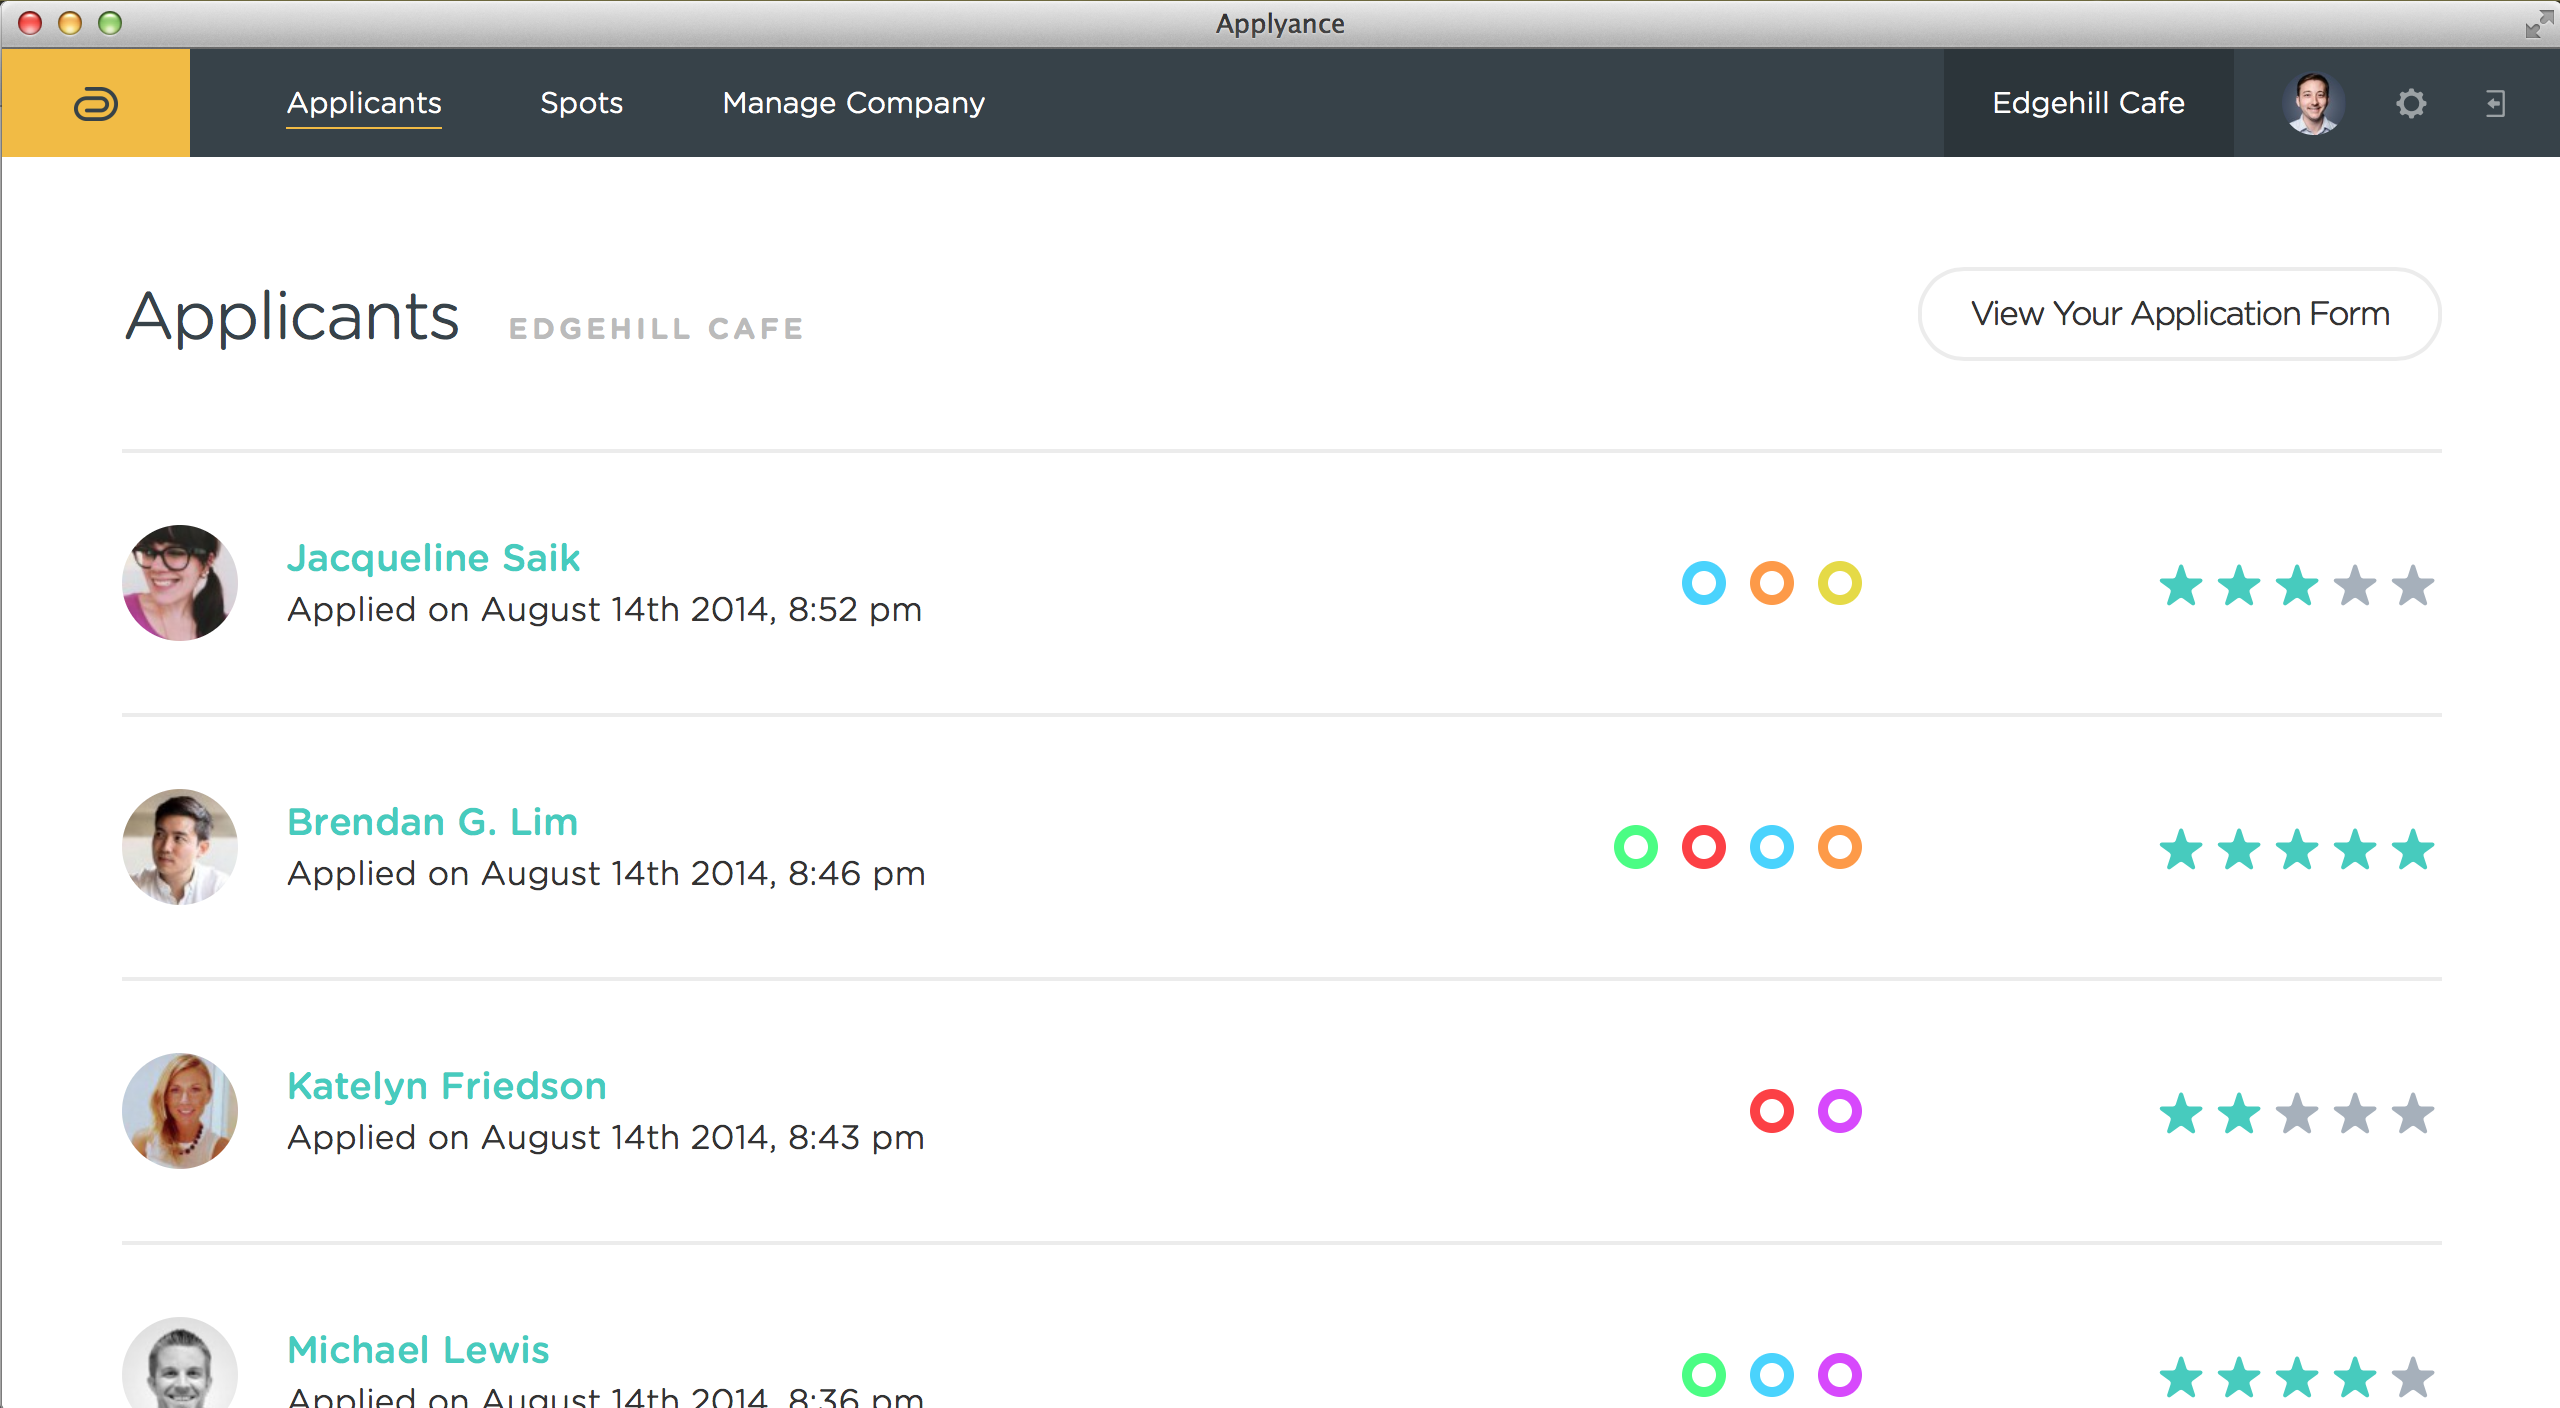 Applyance
Applicants Spots Manage Company Edgehill Cafe
Applicants EDGEHILL CAFE View Your Application Form
Jacqueline Saik
Applied on August 14th 2014, 8:52 pm
Brendan G. Lim
Applied on August 14th 2014, 8:46 pm
Katelyn Friedson
Applied on August 14th 2014, 8:43 pm
Michael Lewis
Applied on August 14th 2014, 8:36 pm